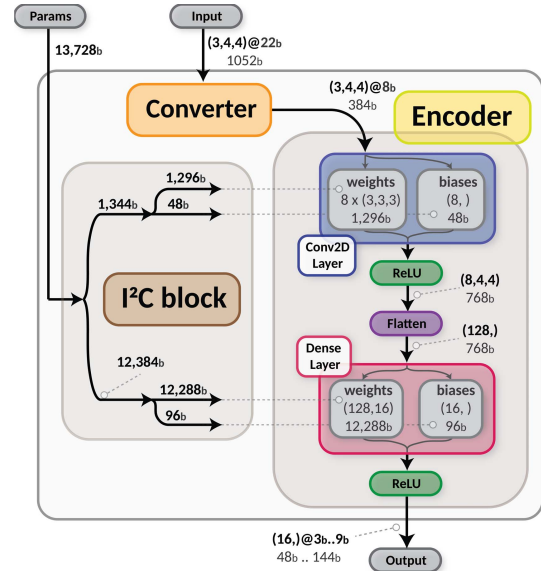 Params
Input
13,728b
(3,4,4)@22b
1052b
Converter
(3,4,4)@8b
384b
Encoder
1,296b
1,344b
48b
weights
8 x (3,3,3)
1,296b
biases
(8, )
48b
Conv2D
Layer
ReLU
(8,4,4)
768b
I²C block
Flatten
(128,)
768b
Dense
Layer
12,384b
12,288b
96b
weights
(128,16)
12,288b
biases
(16, )
96b
ReLU
(16,)@3b..9b
48b .. 144b
Output